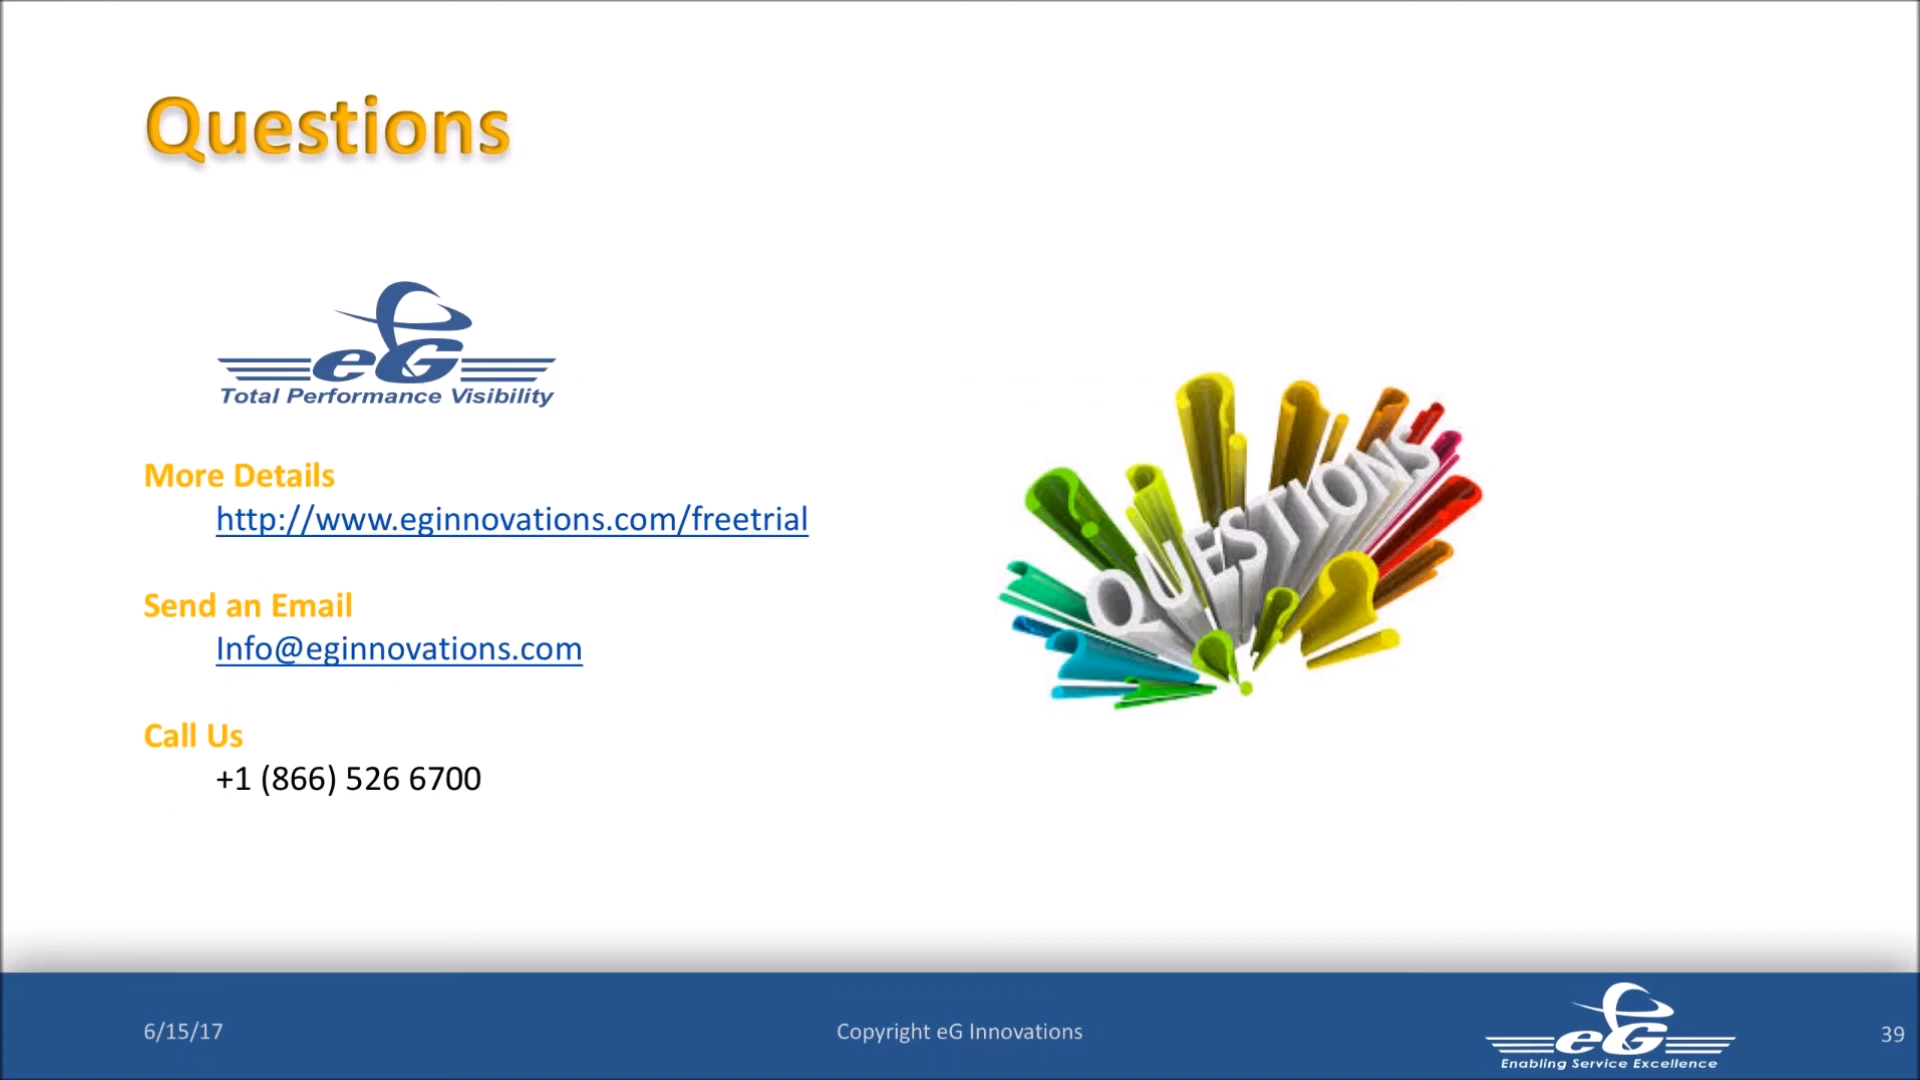 Questions
eG
Total Performance Visibility
More Details
http://www.eginnovations.com/freetrial
Send an Email
Info@eginnovations.com
Call Us
+1 (866) 526 6700
QUESTIONS
6/15/17
Copyright eG Innovations
eG
Enabling Service Excellence
39